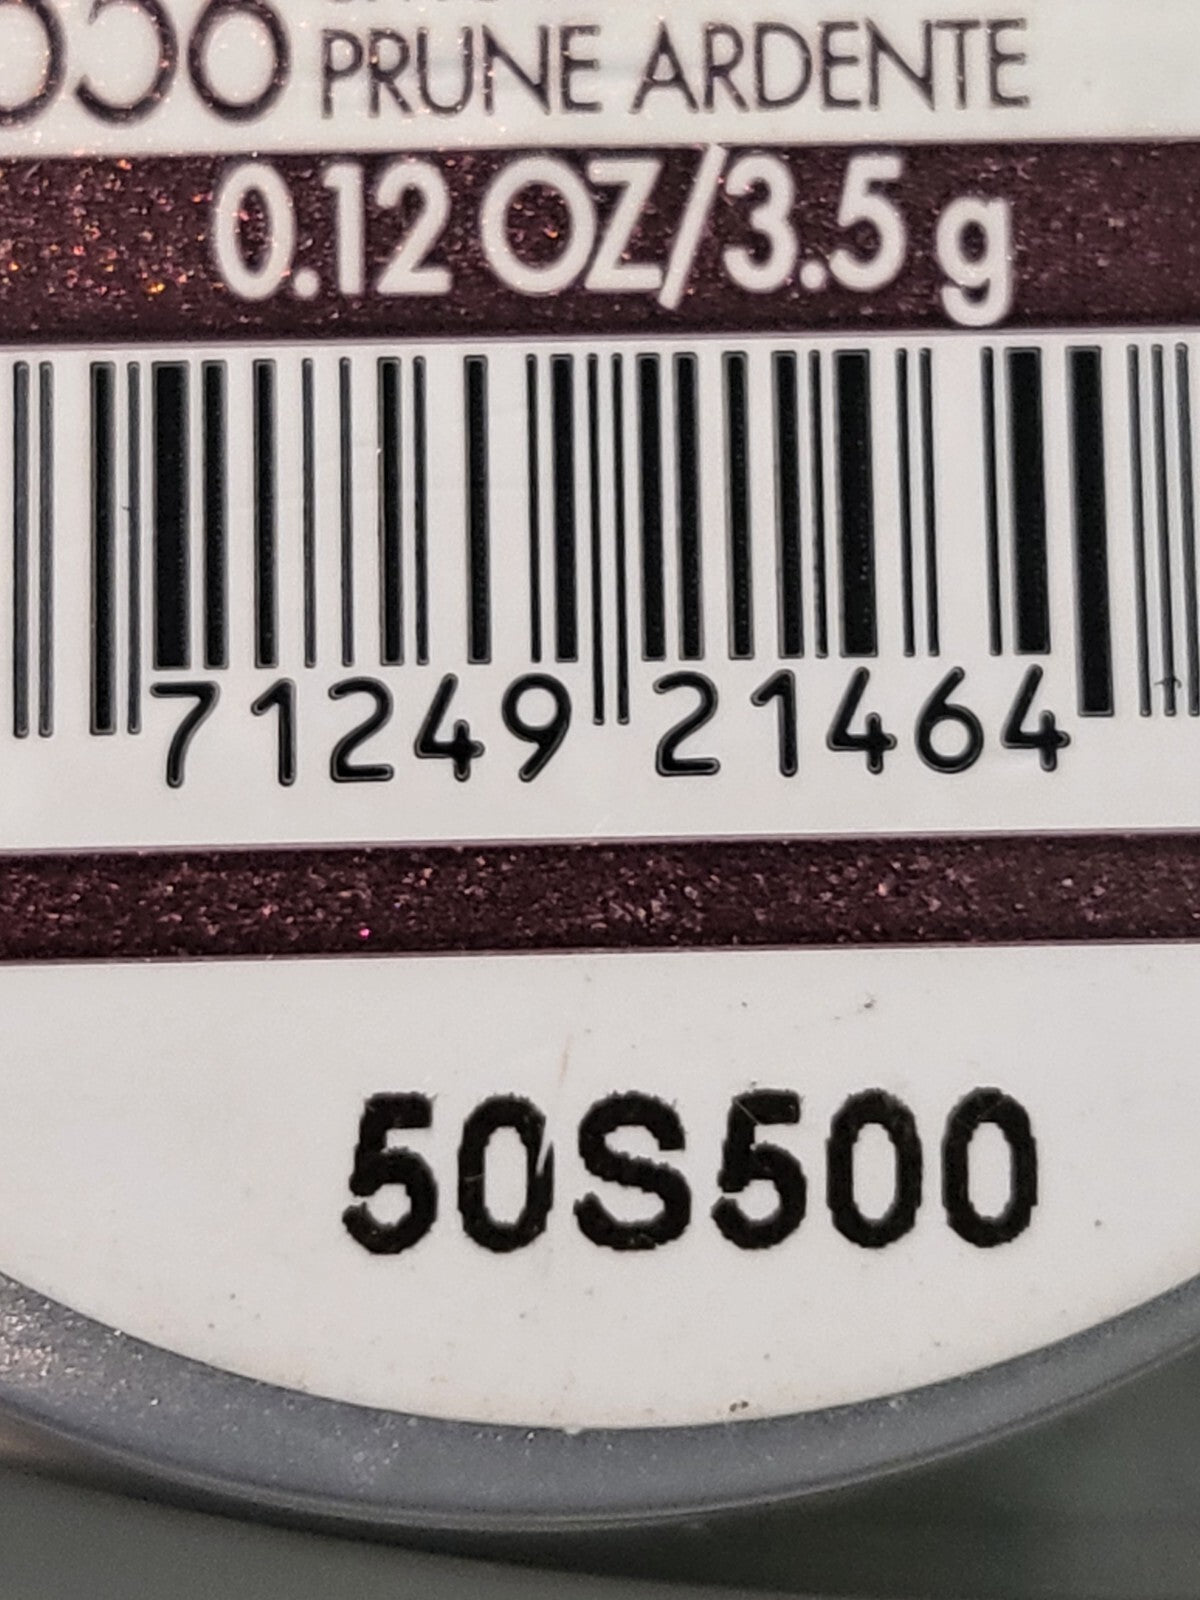 PRUNE ARDENTE
0.12 OZ/3.5 g
71249 21464
50S500